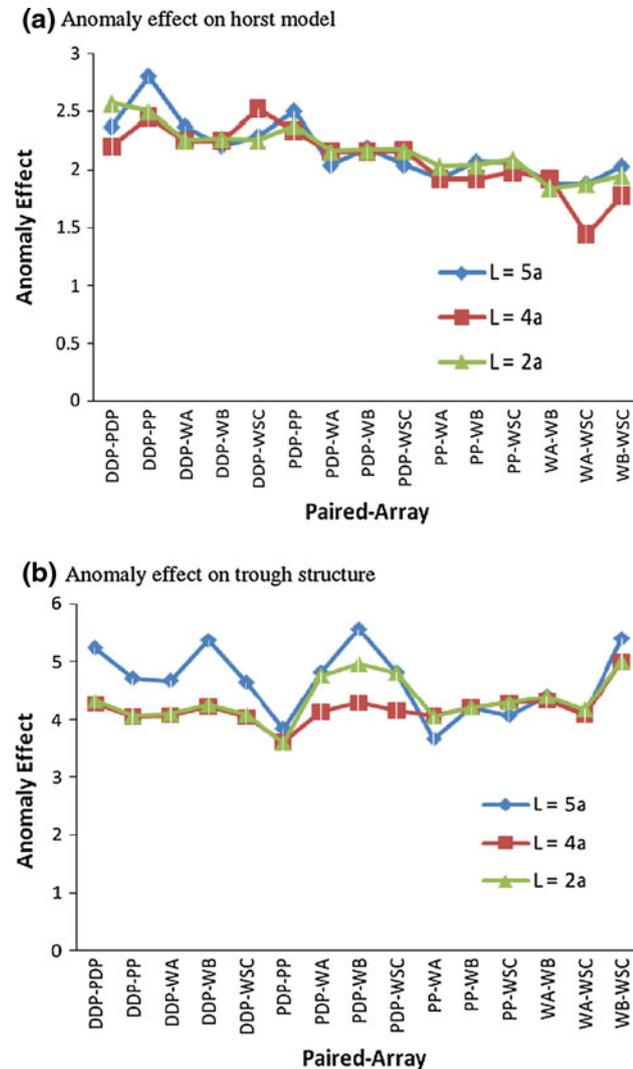 (a) Anomaly effect on horst model
3
2.5
2
1.5
1
0.5
0
Anomaly Effect
L = 5a
L = 4a
L = 2a
DDP-PDP
DDP-PP
DDP-WA
DDP-WB
DDP-WSC
PDP-PP
PDP-WA
PDP-WB
PDP-WSC
PP-WA
PP-WB
PP-WSC
WA-WB
WA-WSC
WB-WSC
Paired-Array
(b) Anomaly effect on trough structure
6
5
4
3
2
1
0
Anomaly Effect
L = 5a
L = 4a
L = 2a
DDP-PDP
DDP-PP
DDP-WA
DDP-WB
DDP-WSC
PDP-PP
PDP-WA
PDP-WB
PDP-WSC
PP-WA
PP-WB
PP-WSC
WA-WB
WA-WSC
WB-WSC
Paired-Array